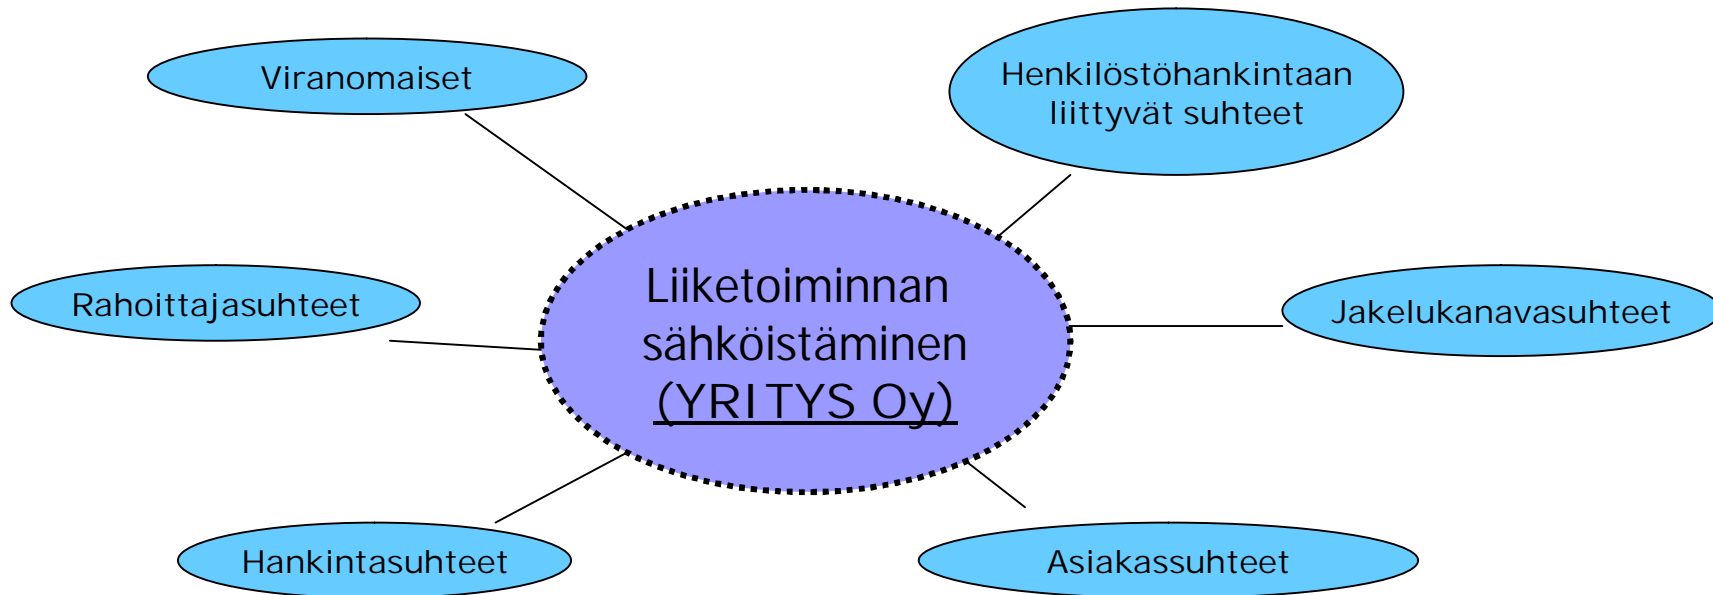 Viranomaiset
Henkilöstöhankintaan
liittyvät suhteet
Rahoittajasuhteet
Liiketoiminnan
sähköistäminen
(YRITYS Oy)
Jakelukanavasuhteet
Hankintasuhteet
Asiakassuhteet